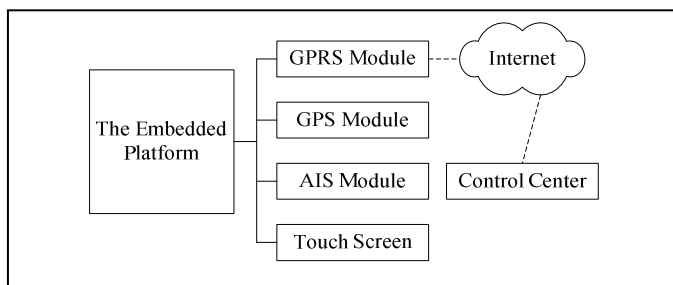 GPRS Module
Internet
GPS Module
The Embedded
Platform
AIS Module
Control Center
Touch Screen